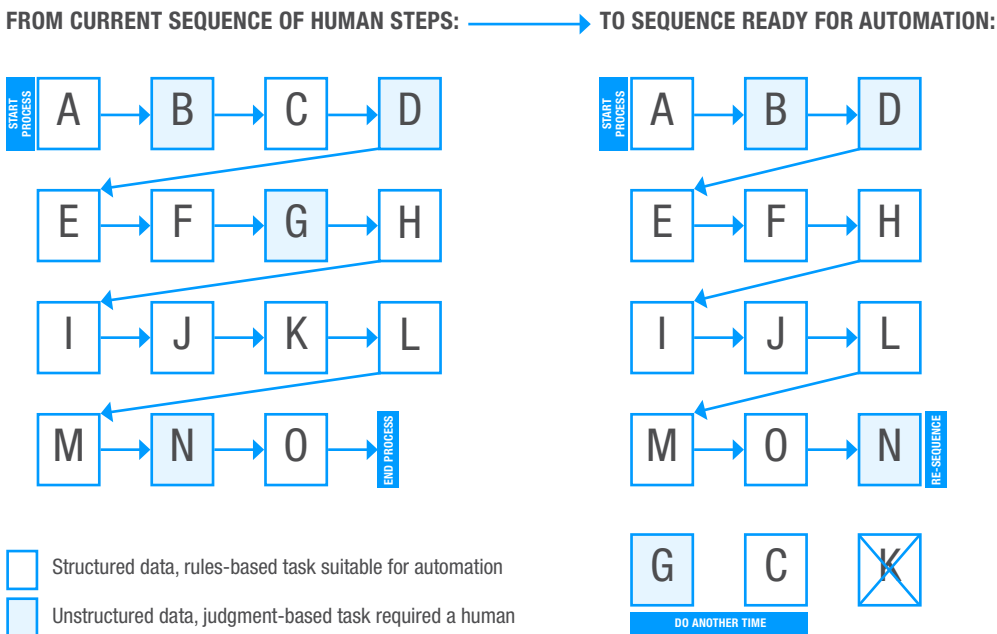 FROM CURRENT SEQUENCE OF HUMAN STEPS:
TO SEQUENCE READY FOR AUTOMATION:
START
PROCESS
A
B
C
D
E
F
G
H
I
J
K
L
M
N
O
END PROCESS
START
PROCESS
A
B
D
E
F
H
I
J
L
M
O
N
RE-SEQUENCE
G
C
K
DO ANOTHER TIME
Structured data, rules-based task suitable for automation
Unstructured data, judgment-based task required a human